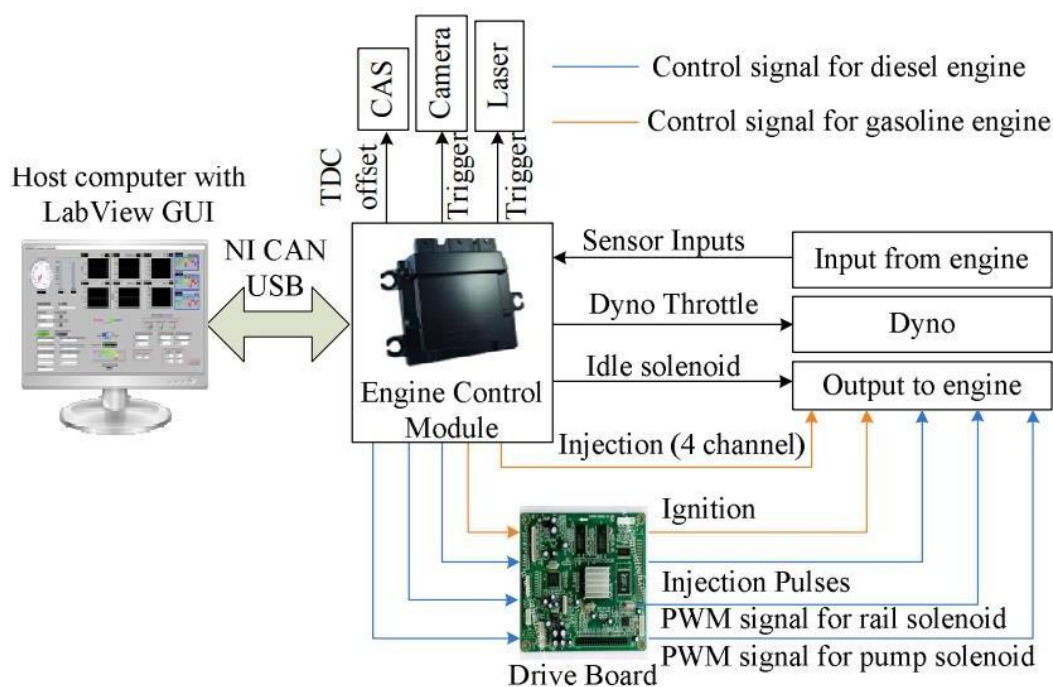 CAS
Camera
Laser
Control signal for diesel engine
Control signal for gasoline engine
TDC
offset
Trigger
Trigger
Host computer with
LabView GUI
NI CAN
USB
Sensor Inputs
Input from engine
Dyno Throttle
Dyno
Idle solenoid
Output to engine
Engine Control
Module
Injection (4 channel)
Ignition
Injection Pulses
PWM signal for rail solenoid
PWM signal for pump solenoid
Drive Board